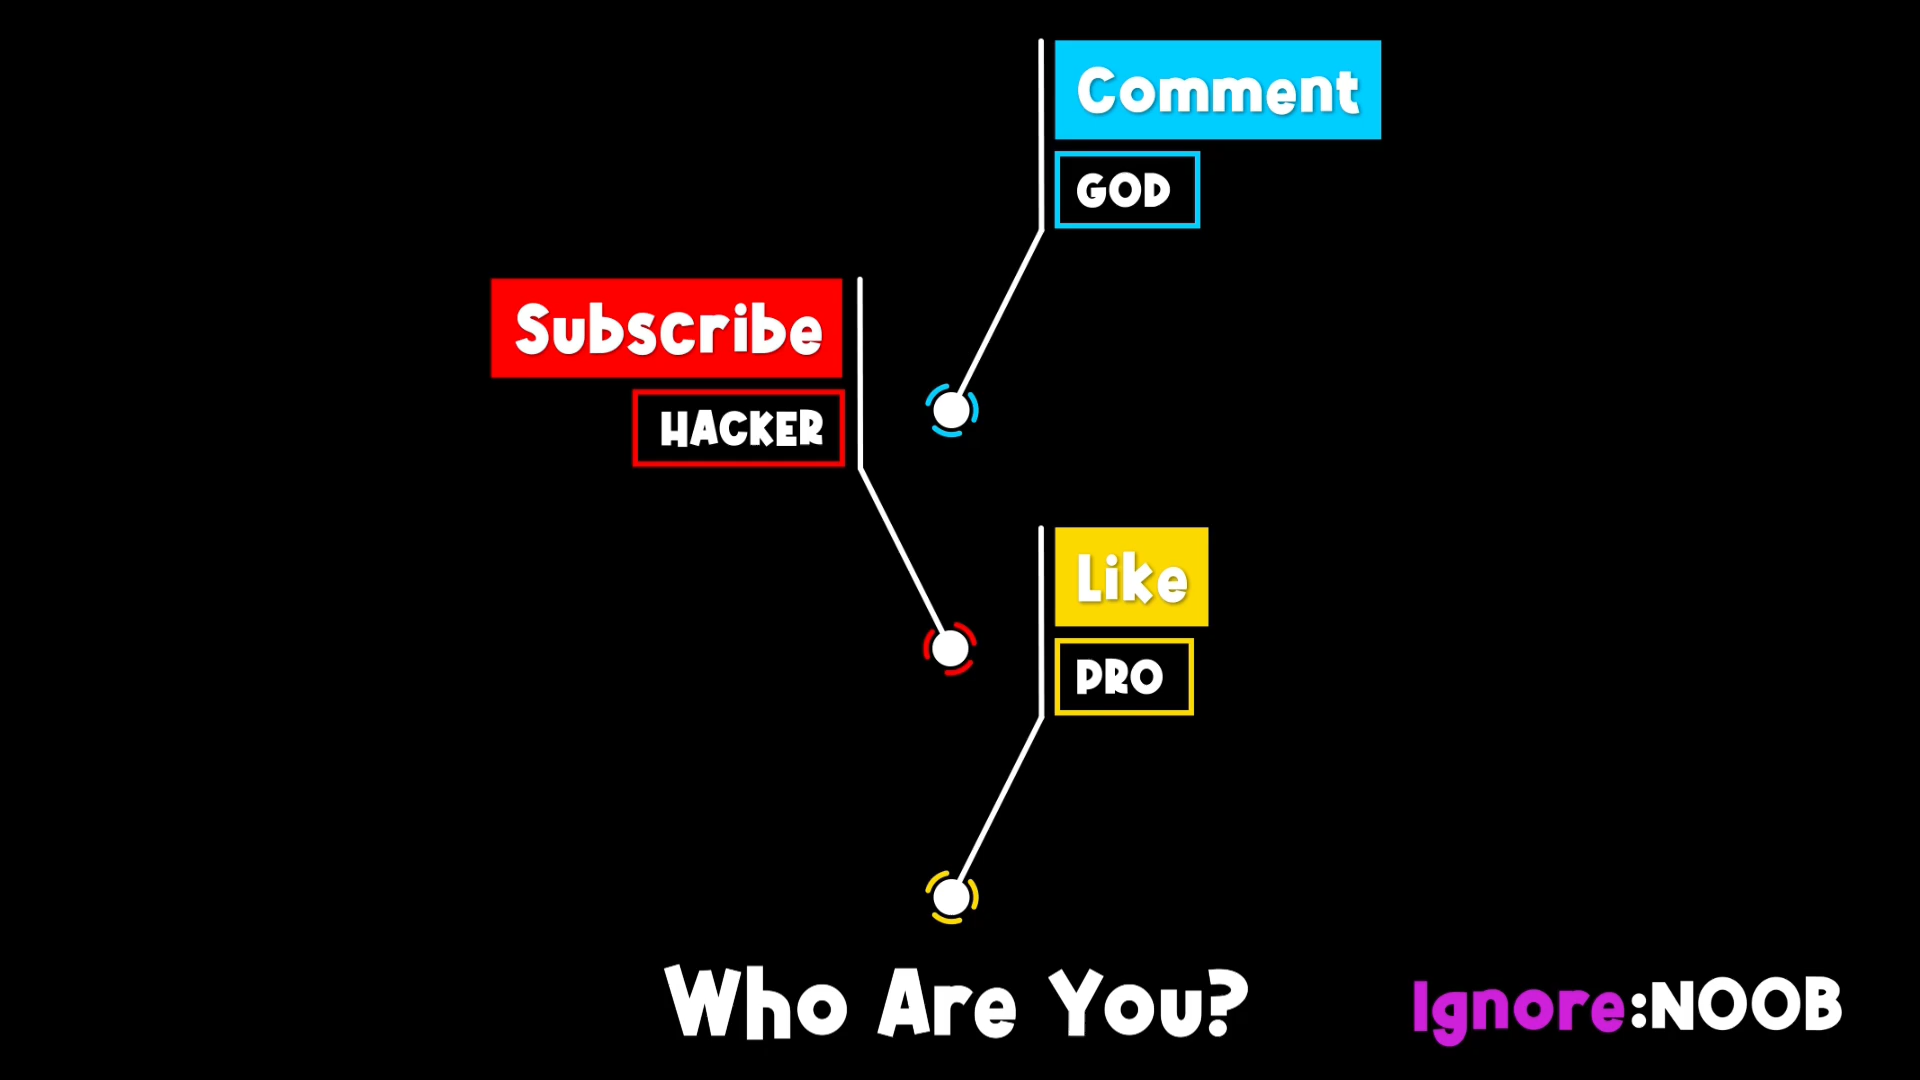 Comment
GOD
Subscribe
HACKER
Like
PRO
Who Are You?
Ignore:NOOB